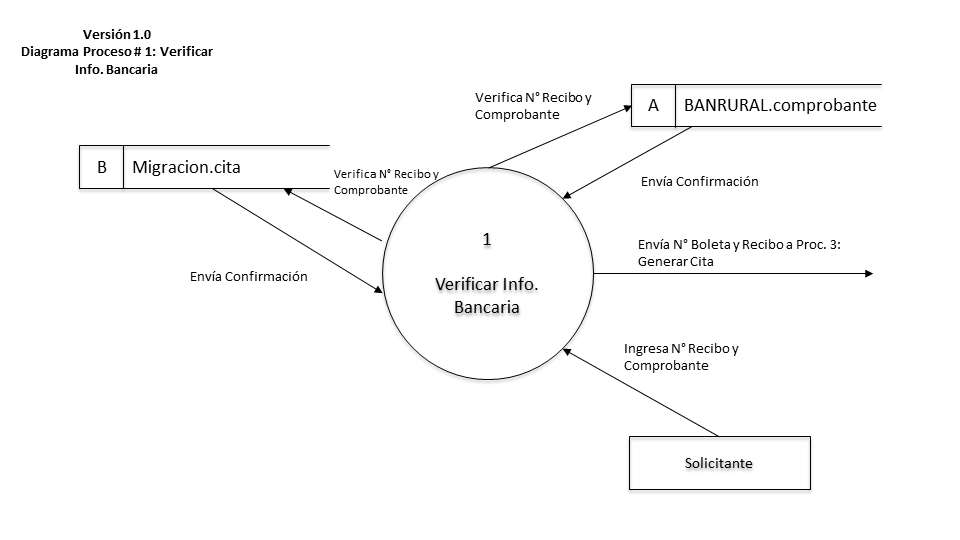 Versión 1.0
Diagrama Proceso # 1: Verificar
Info. Bancaria
Verifica N° Recibo y
Comprobante
A
BANRURAL.comprobante
B
Migracion.cita
Verifica N° Recibo y
Comprobante
Envía Confirmación
1
Verificar Info.
Bancaria
Envía N° Boleta y Recibo a Proc. 3:
Generar Cita
Envía Confirmación
Ingresa N° Recibo y
Comprobante
Solicitante